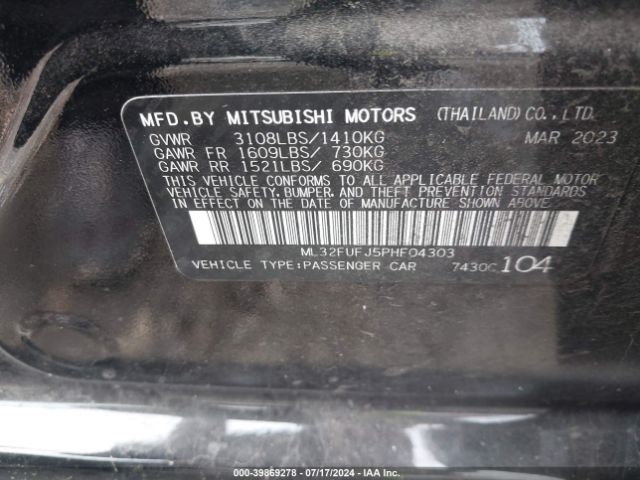 MFD.BY MITSUBISHI MOTORS (THAILAND)CO.,LTD.
GVWR 3108LBS/1410KG MAR 2023
GAWR FR 1609LBS/ 730KG
GAWR RR 1521LBS/ 690KG
THIS VEHICLE CONFORMS TO ALL APPLICABLE FEDERAL MOTOR
VEHICLE SAFETY, BUMPER, AND THEFT PREVENTION STANDARDS
IN EFFECT ON THE DATE OF MANUFACTURE SHOWN ABOVE.
ML32FUFJ5PHF04303
VEHICLE TYPE:PASSENGER CAR 7430C 104
000-39869278 - 07/17/2024 - IAA Inc.